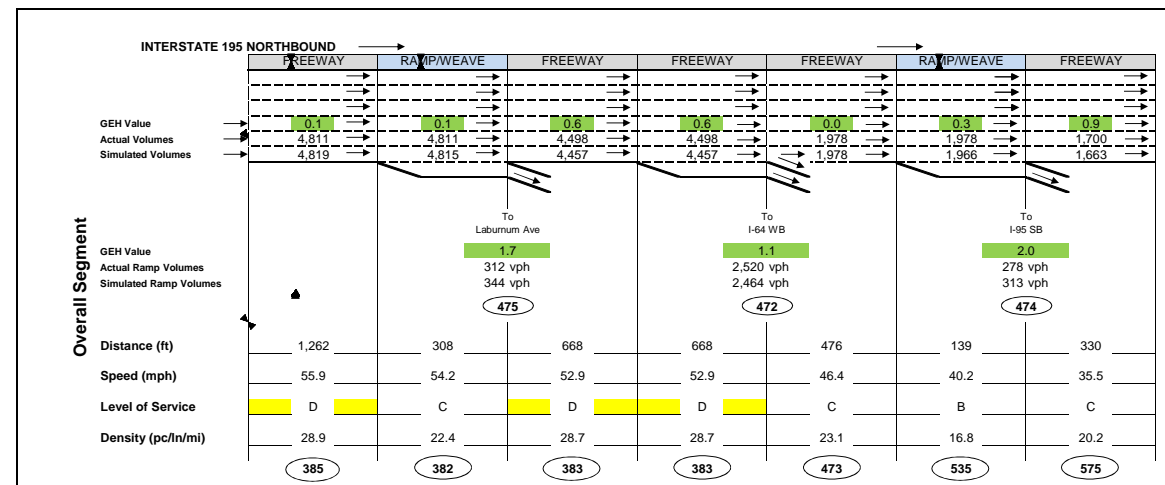 INTERSTATE 195 NORTHBOUND
FREEWAY RAMP/WEAVE FREEWAY FREEWAY FREEWAY RAMP/WEAVE FREEWAY
GEH Value 0.1 0.1 0.6 0.6 0.0 0.3 0.9
Actual Volumes 4,811 4,811 4,498 4,498 1,978 1,978 1,700
Simulated Volumes 4,819 4,815 4,457 4,457 1,978 1,966 1,663
To To To
Laburnum Ave I-64 WB I-95 SB
GEH Value 1.7 1.1 2.0
Actual Ramp Volumes 312 vph 2,520 vph 278 vph
Simulated Ramp Volumes 344 vph 2,464 vph 313 vph
475 472 474
Overall Segment
Distance (ft) 1,262 308 668 668 476 139 330
Speed (mph) 55.9 54.2 52.9 52.9 46.4 40.2 35.5
Level of Service D C D D C B C
Density (pc/ln/mi) 28.9 22.4 28.7 28.7 23.1 16.8 20.2
385 382 383 383 473 535 575